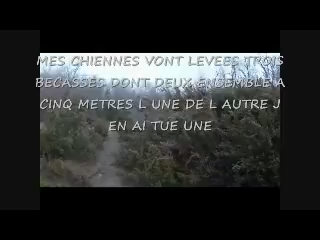 MES CHIENNES VONT LEVEES TROIS
BECASSES DONT DEUX ENSEMBLE A
CINQ METRES L UNE DE L AUTRE J
EN AI TUE UNE